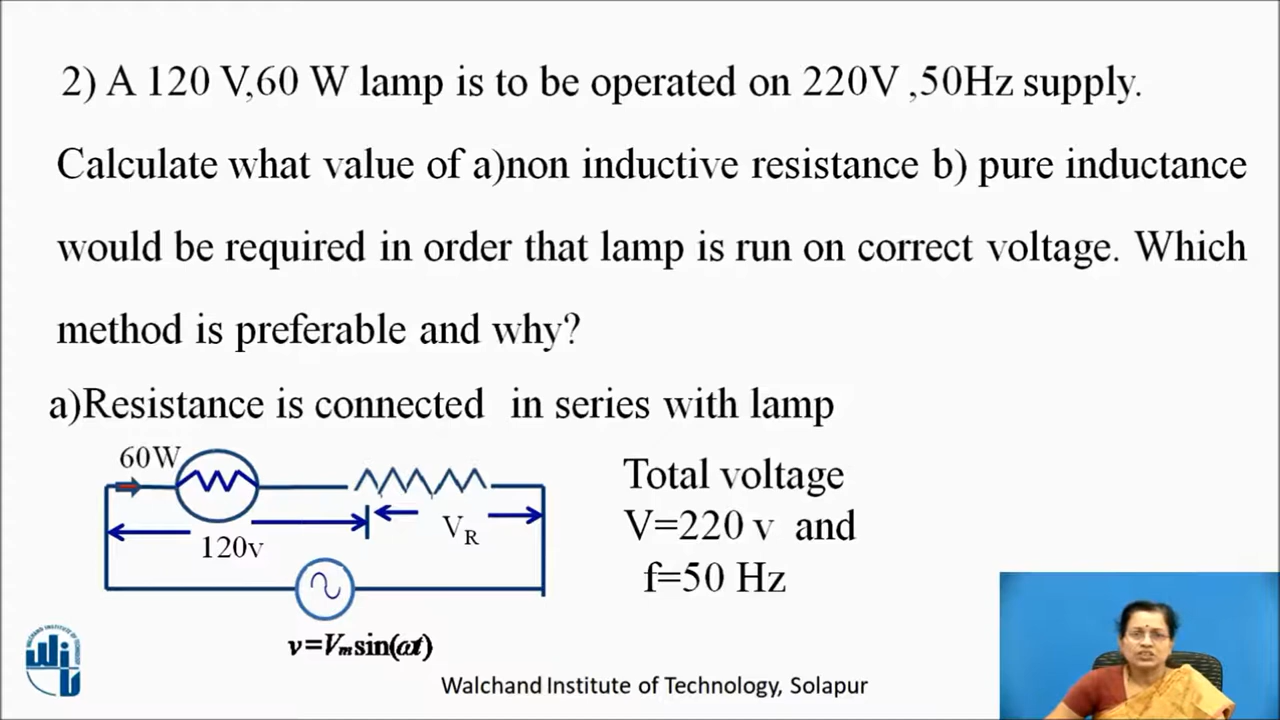 2) A 120 V,60 W lamp is to be operated on 220V ,50Hz supply.
Calculate what value of a)non inductive resistance b) pure inductance
would be required in order that lamp is run on correct voltage. Which
method is preferable and why?
a)Resistance is connected in series with lamp
60W
120v
VR
v=Vmsin(ωt)
Total voltage
V=220 v and
f=50 Hz
Walchand Institute of Technology, Solapur